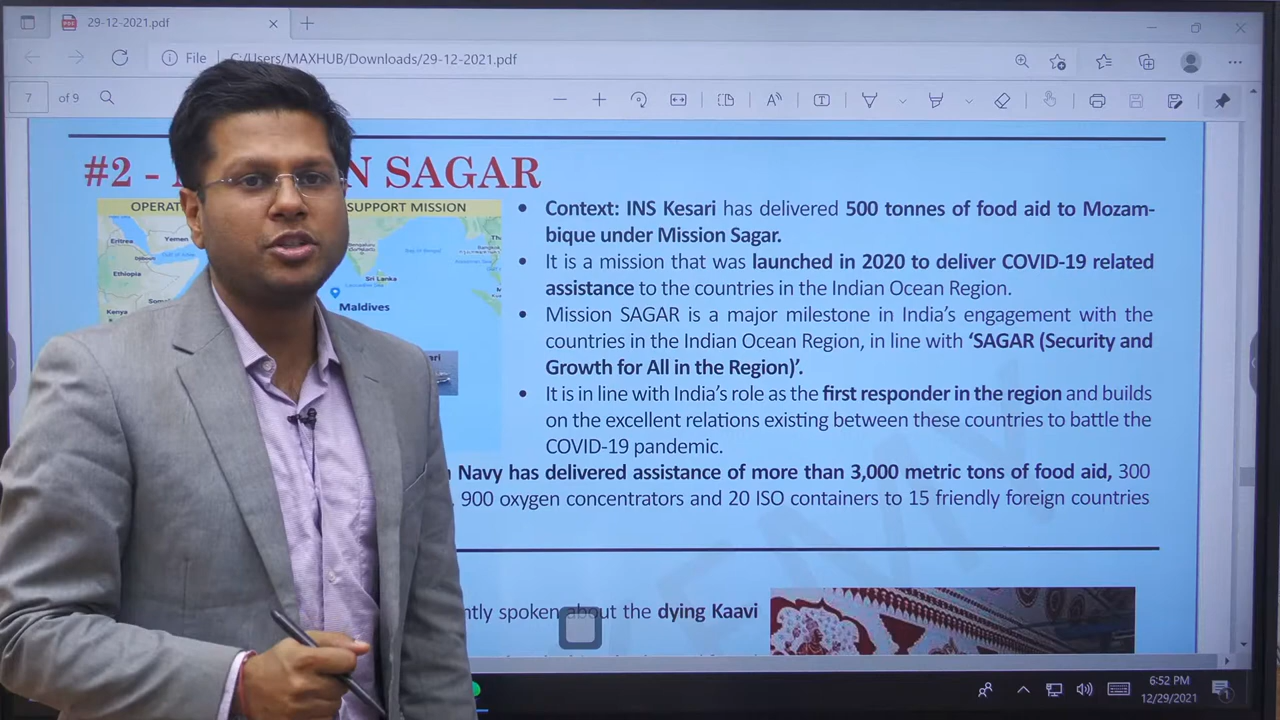 29-12-2021.pdf
File C:/Users/MAXHUB/Downloads/29-12-2021.pdf
7 of 9
#2 - N SAGAR
OPERAT SUPPORT MISSION
Eritrea Yemen
Djibouti
Ethiopia
Kenya
Sri Lanka
Maldives
• Context: INS Kesari has delivered 500 tonnes of food aid to Mozam-
bique under Mission Sagar.
• It is a mission that was launched in 2020 to deliver COVID-19 related
assistance to the countries in the Indian Ocean Region.
• Mission SAGAR is a major milestone in India’s engagement with the
countries in the Indian Ocean Region, in line with ‘SAGAR (Security and
Growth for All in the Region)’.
• It is in line with India’s role as the first responder in the region and builds
on the excellent relations existing between these countries to battle the
COVID-19 pandemic.
Navy has delivered assistance of more than 3,000 metric tons of food aid, 300
900 oxygen concentrators and 20 ISO containers to 15 friendly foreign countries
ntly spoken about the dying Kaavi
6:52 PM
12/29/2021